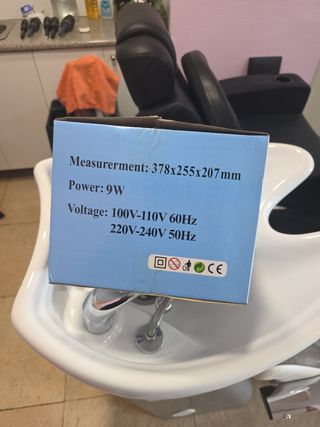 Measurerment: 378x255x207mm
Power: 9W
Voltage: 100V-110V 60Hz
220V-240V 50Hz
CE